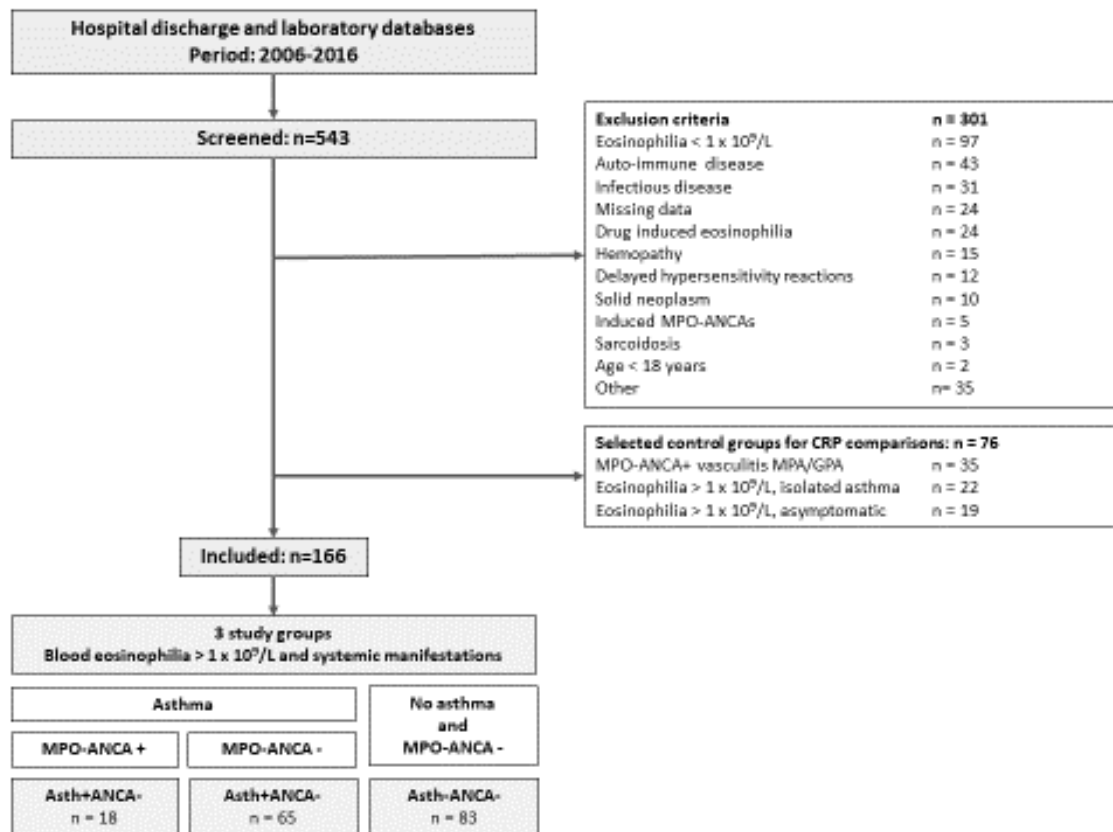 Hospital discharge and laboratory databases
Period: 2006-2016
Screened: n=543
Exclusion criteria n = 301
Eosinophilia < 1 x 10⁹/L n = 97
Auto-immune disease n = 43
Infectious disease n = 31
Missing data n = 24
Drug induced eosinophilia n = 24
Hemopathy n = 15
Delayed hypersensitivity reactions n = 12
Solid neoplasm n = 10
Induced MPO-ANCAs n = 5
Sarcoidosis n = 3
Age < 18 years n = 2
Other n= 35
Selected control groups for CRP comparisons: n = 76
MPO-ANCA+ vasculitis MPA/GPA n = 35
Eosinophilia > 1 x 10⁹/L, isolated asthma n = 22
Eosinophilia > 1 x 10⁹/L, asymptomatic n = 19
Included: n=166
3 study groups
Blood eosinophilia > 1 x 10⁹/L and systemic manifestations
Asthma
No asthma
and
MPO-ANCA -
MPO-ANCA +
MPO-ANCA -
Asth+ANCA-
n = 18
Asth+ANCA-
n = 65
Asth-ANCA-
n = 83